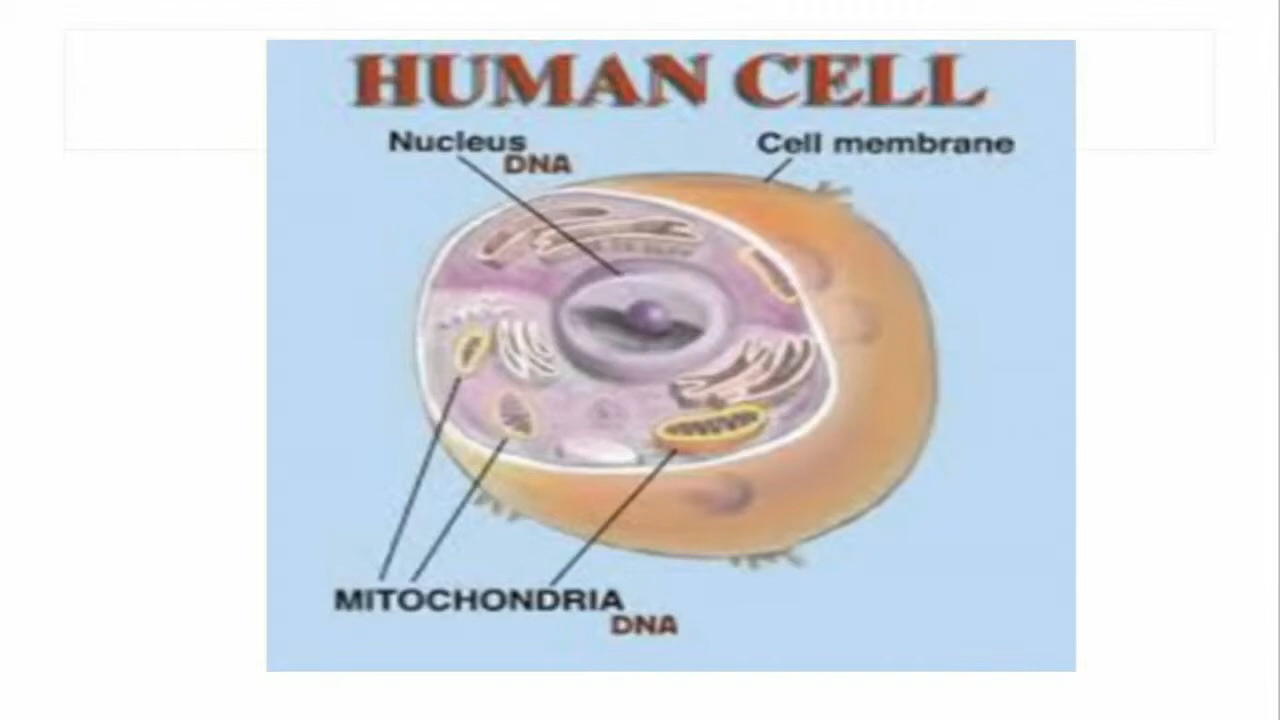 HUMAN CELL
Nucleus
DNA
Cell membrane
MITOCHONDRIA
DNA